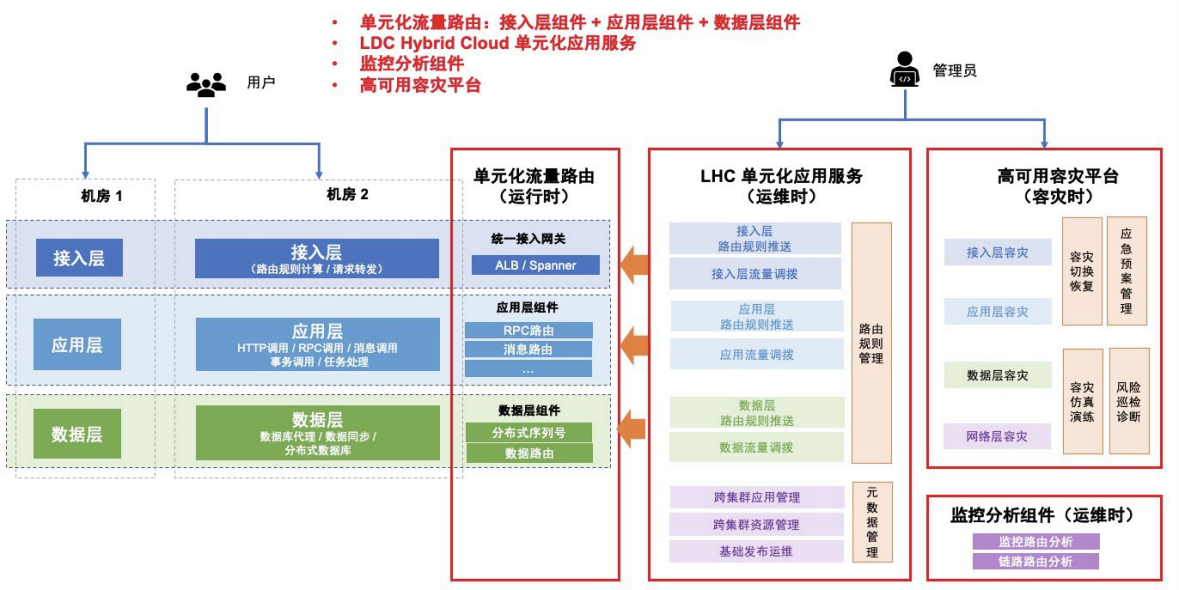 • 单元化流量路由：接入层组件 + 应用层组件 + 数据层组件
• LDC Hybrid Cloud 单元化应用服务
• 监控分析组件
• 高可用容灾平台
用户
管理员
机房 1
机房 2
接入层
接入层
（路由规则计算 / 请求转发）
应用层
应用层
HTTP调用 / RPC调用 / 消息调用
事务调用 / 任务处理
数据层
数据层
数据库代理 / 数据同步 /
分布式数据库
单元化流量路由
（运行时）
统一接入网关
ALB / Spanner
应用层组件
RPC路由
消息路由
...
数据层组件
分布式序列号
数据路由
LHC 单元化应用服务
（运维时）
接入层
路由规则推送
接入层流量调拨
应用层
路由规则推送
应用流量调拨
数据层
路由规则推送
数据流量调拨
路由
规则
管理
跨集群应用管理
跨集群资源管理
基础发布运维
元
数
据
管
理
高可用容灾平台
（容灾时）
接入层容灾
应用层容灾
数据层容灾
网络层容灾
容灾
切换
恢复
应
急
预
案
管
理
容灾
仿真
演练
风险
巡检
诊断
监控分析组件（运维时）
监控路由分析
链路路由分析